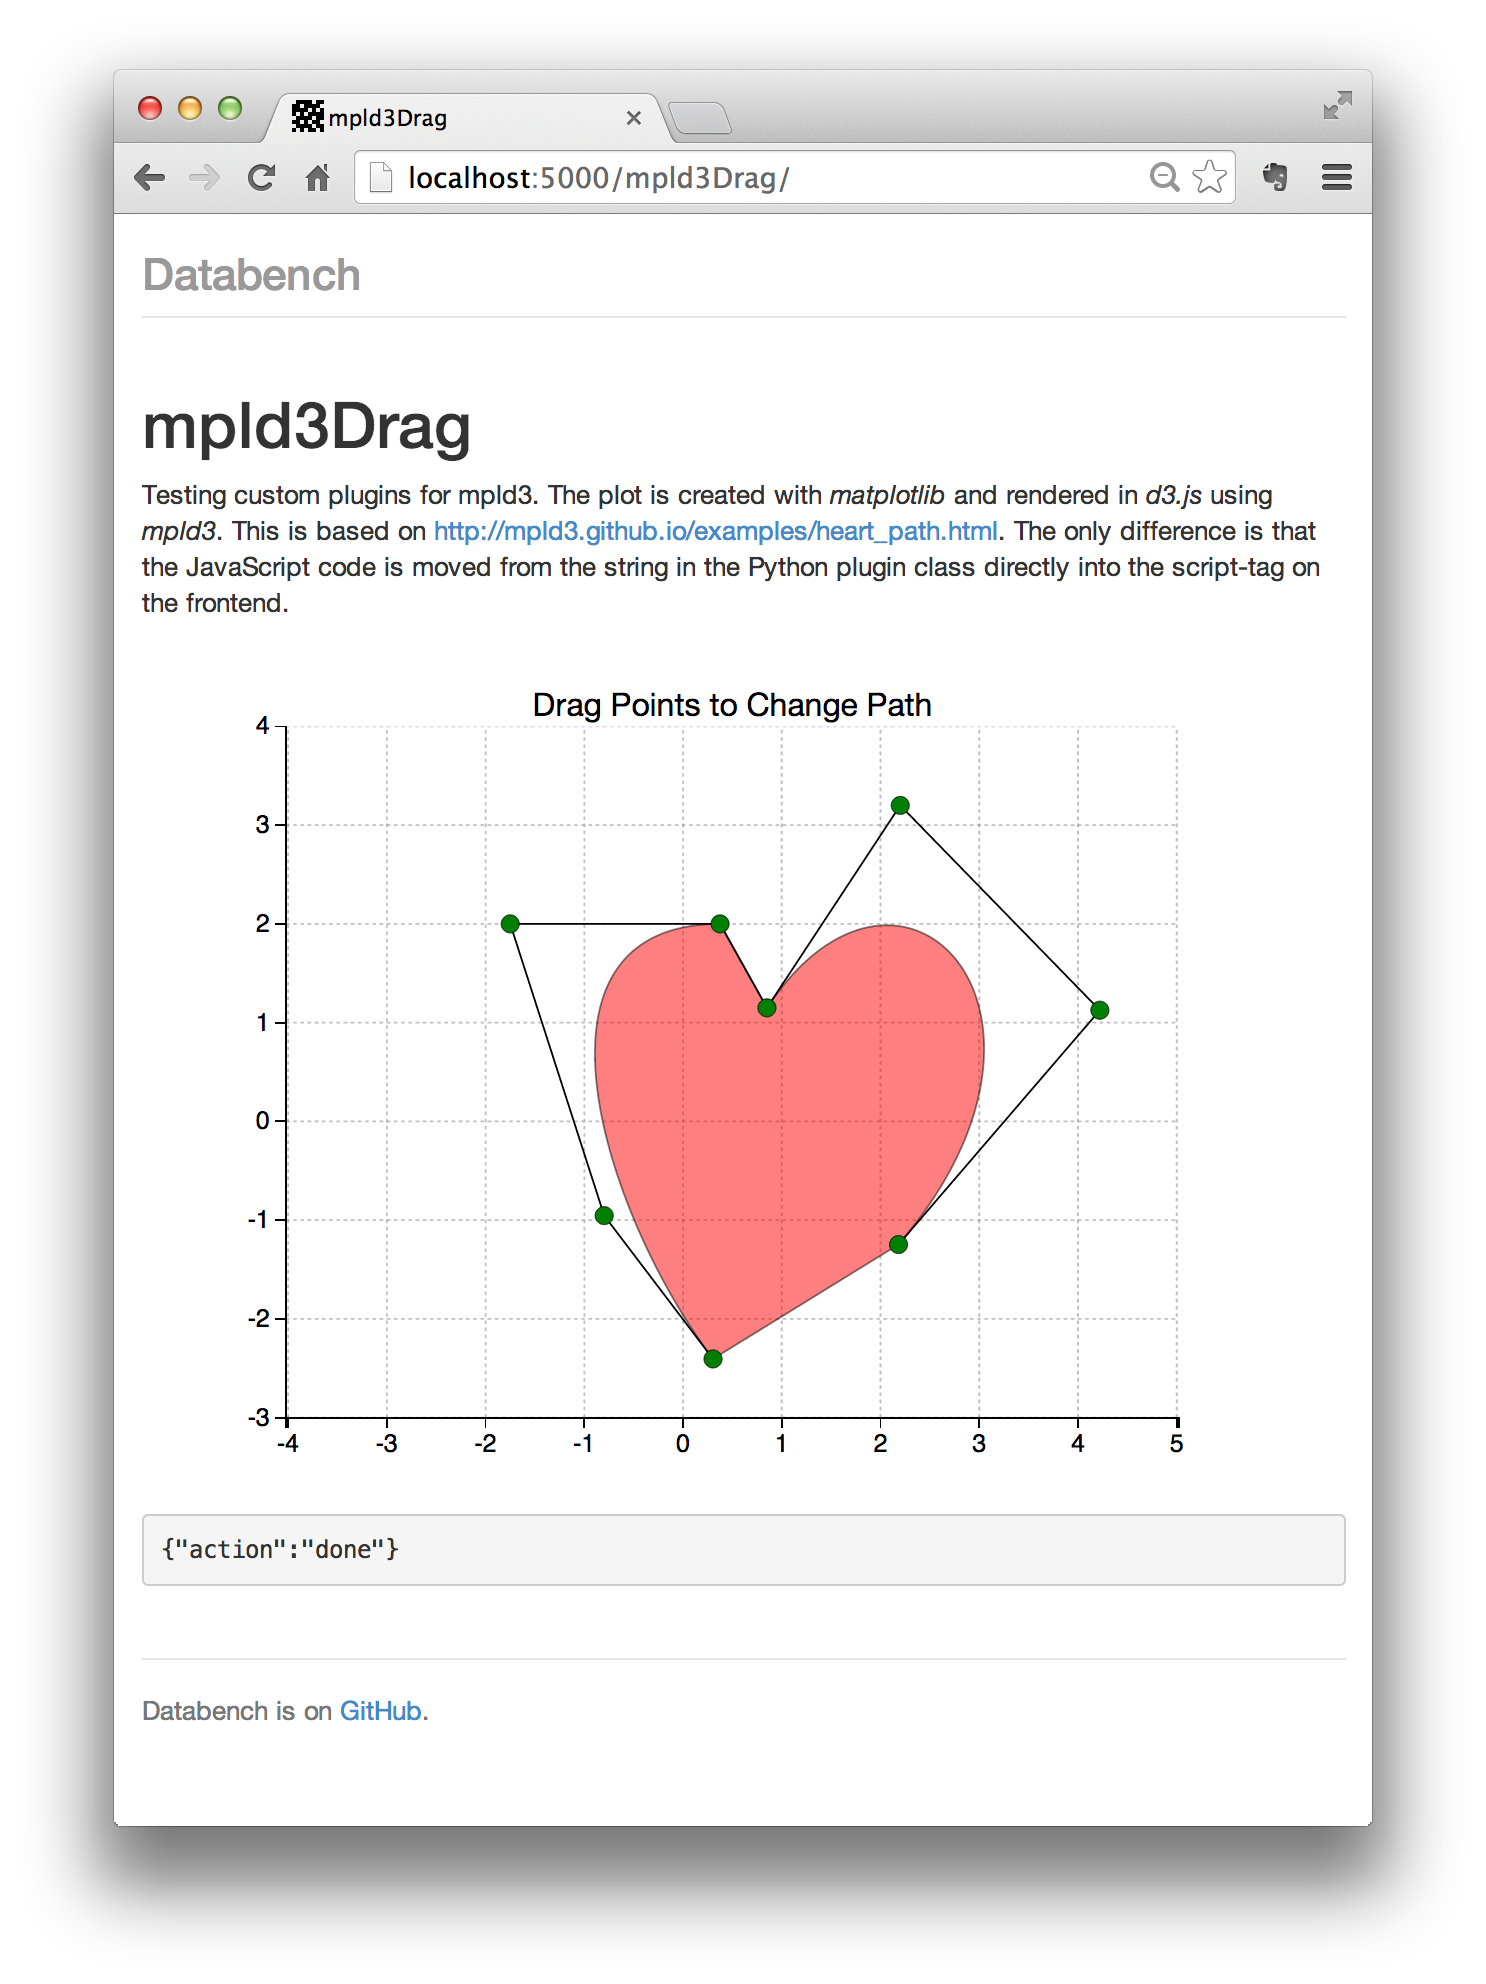 mpld3Drag
localhost:5000/mpld3Drag/
Databench
mpld3Drag
Testing custom plugins for mpld3. The plot is created with matplotlib and rendered in d3.js using
mpld3. This is based on http://mpld3.github.io/examples/heart_path.html. The only difference is that
the JavaScript code is moved from the string in the Python plugin class directly into the script-tag on
the frontend.
Drag Points to Change Path
4
3
2
1
0
-1
-2
-3
-4 -3 -2 -1 0 1 2 3 4 5
{"action":"done"}
Databench is on GitHub.